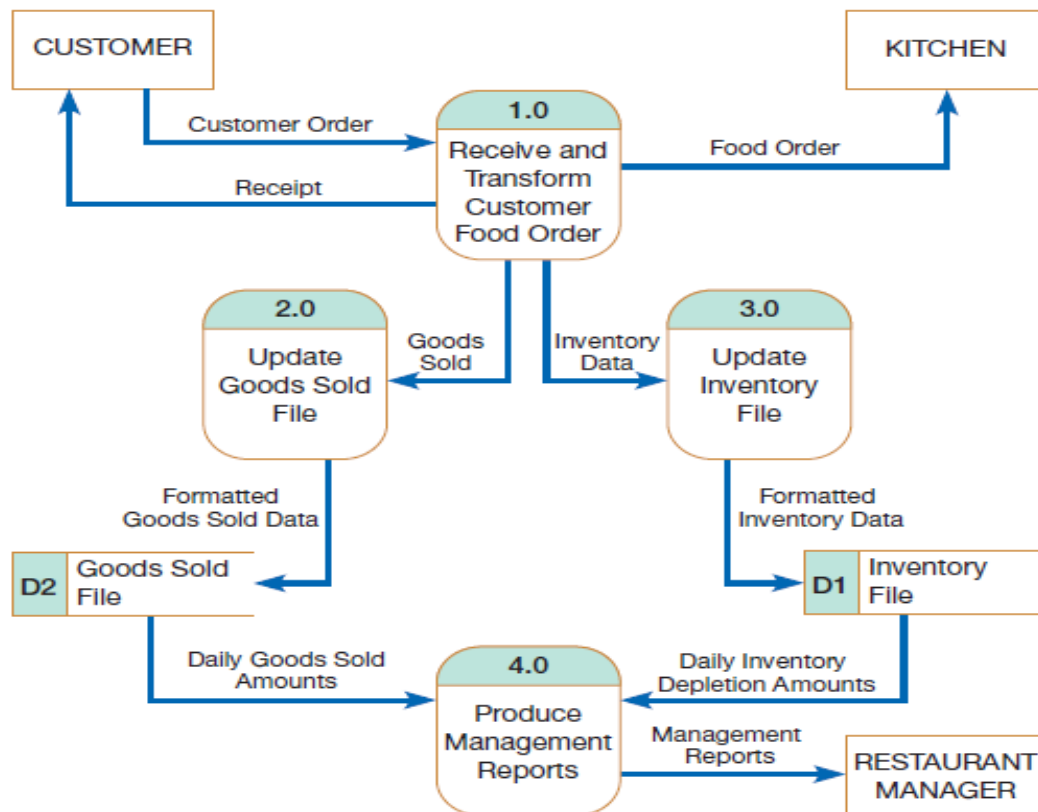 CUSTOMER
KITCHEN
1.0
Receive and
Transform
Customer
Food Order
Customer Order
Receipt
Food Order
2.0
Update
Goods Sold
File
Goods
Sold
Inventory
Data
3.0
Update
Inventory
File
Formatted
Goods Sold Data
Formatted
Inventory Data
D2
Goods Sold
File
D1
Inventory
File
Daily Goods Sold
Amounts
4.0
Produce
Management
Reports
Daily Inventory
Depletion Amounts
Management
Reports
RESTAURANT
MANAGER